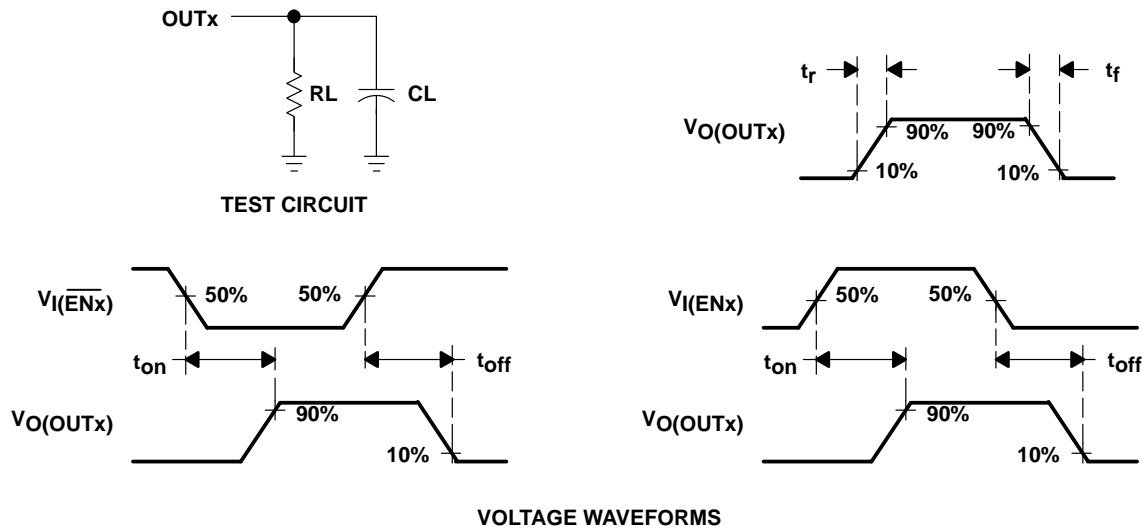 OUTx
RL
CL
TEST CIRCUIT
tr
tf
VO(OUTx)
90%
90%
10%
10%
VI(E̅N̅x̅)
50%
50%
ton
toff
VO(OUTx)
90%
10%
VI(ENx)
50%
50%
ton
toff
VO(OUTx)
90%
10%
VOLTAGE WAVEFORMS